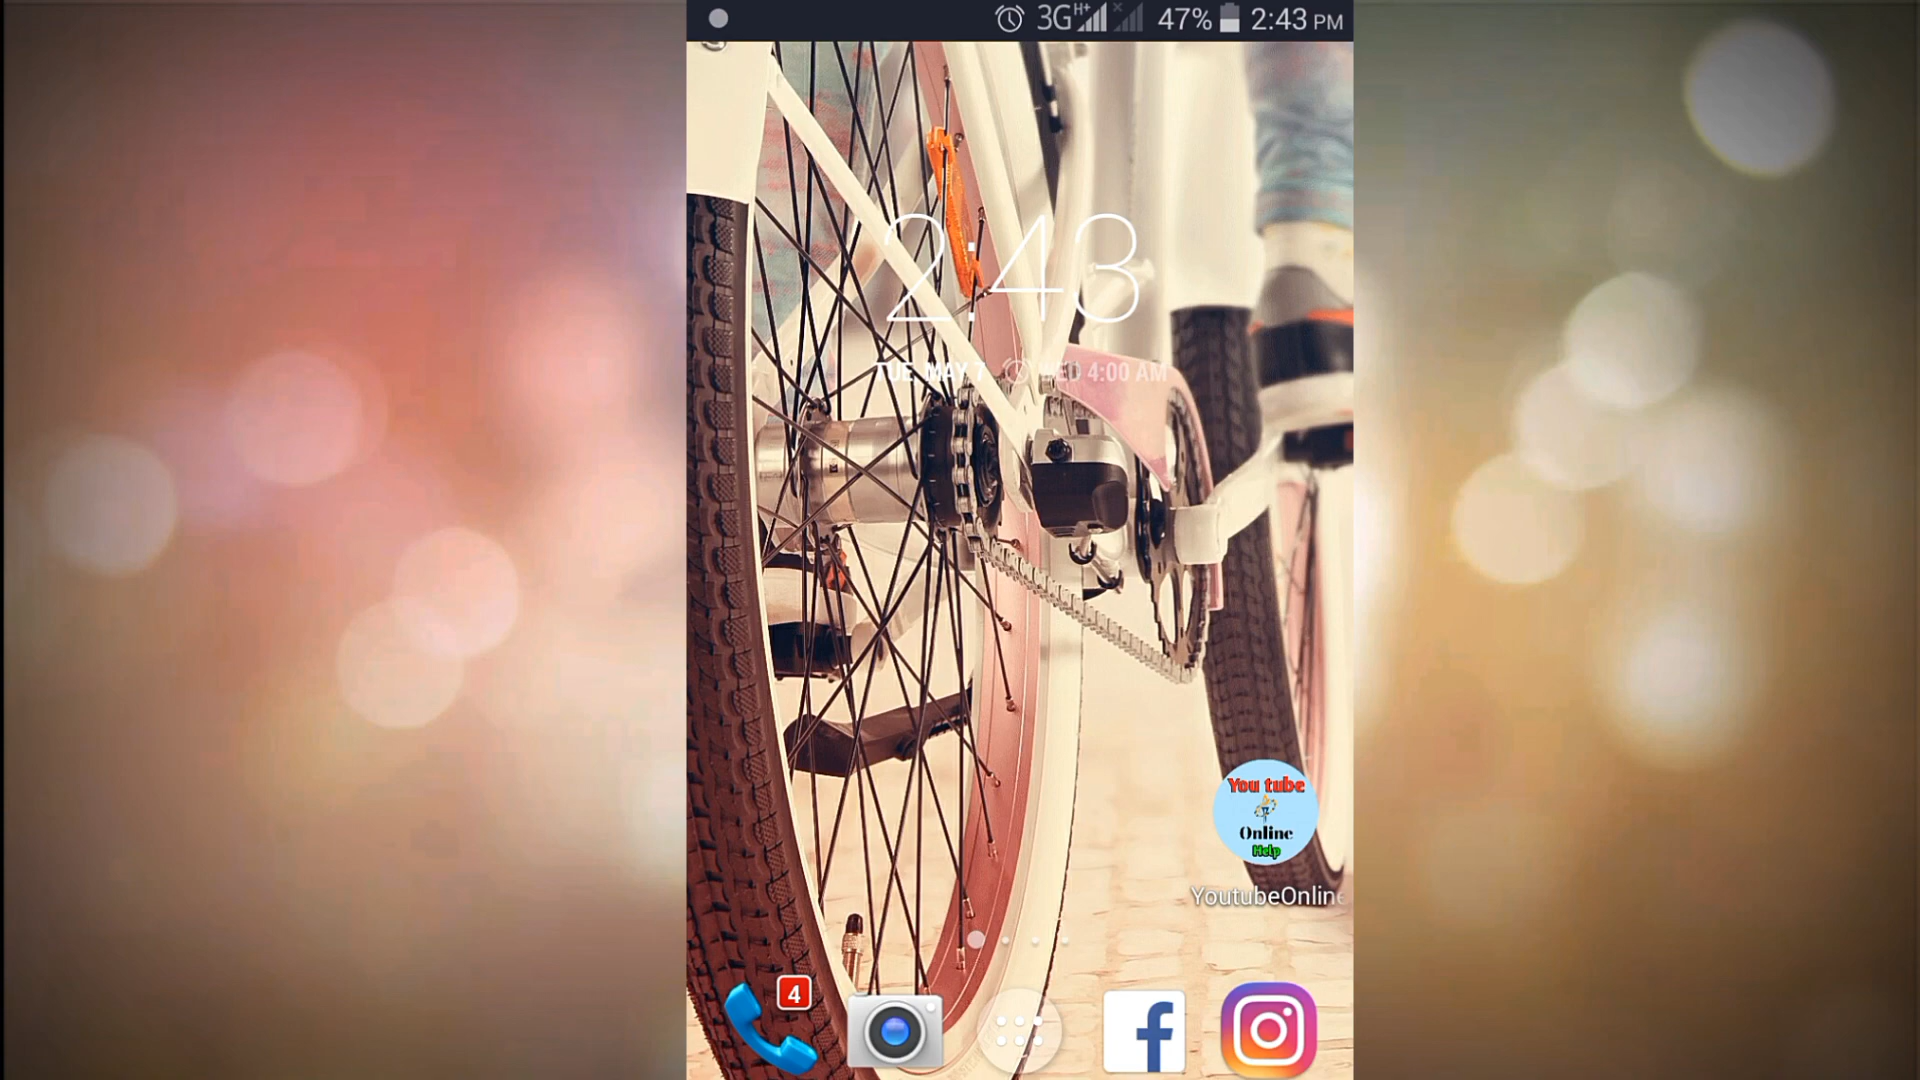 3G H+ 47% 2:43 PM
2:43
TUE, MAY 7 WED 4:00 AM
You tube
Online
Help
YoutubeOnline
4